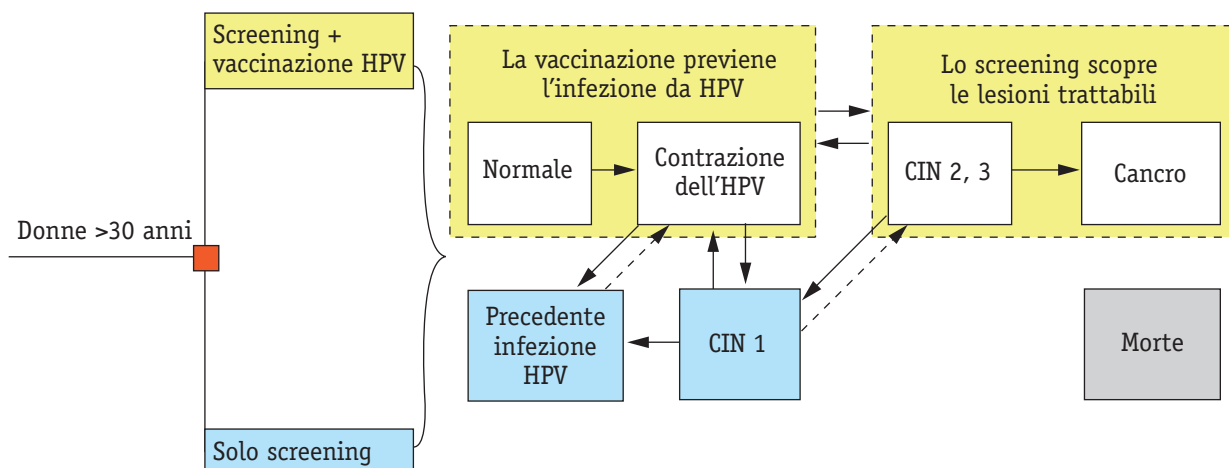 Screening +
vaccinazione HPV
La vaccinazione previene
l'infezione da HPV
Lo screening scopre
le lesioni trattabili
Normale
Contrazione
dell'HPV
CIN 2, 3
Cancro
Donne >30 anni
Precedente
infezione
HPV
CIN 1
Morte
Solo screening